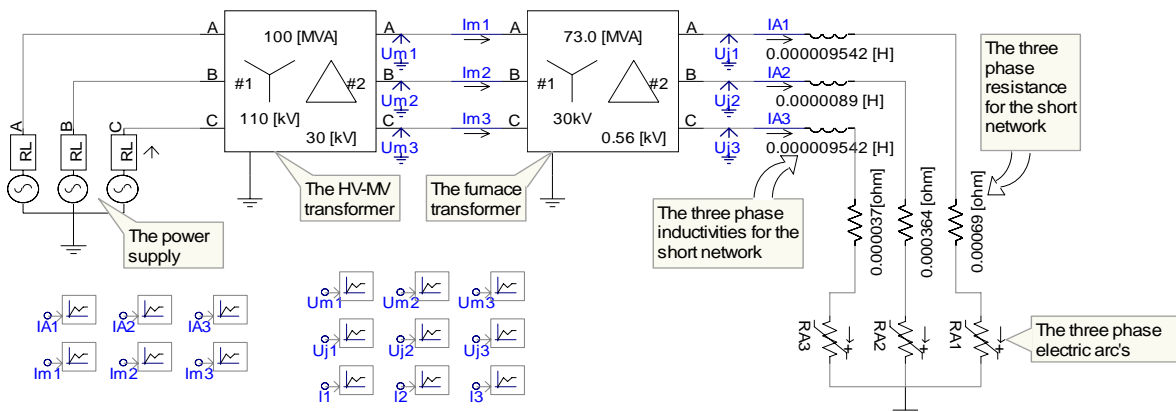 A
B
C
RL
RL
RL
A
B
C
100 [MVA]
#1
#2
110 [kV]
30 [kV]
A
B
C
Um1
Um2
Um3
Im1
Im2
Im3
A
B
C
73.0 [MVA]
#1
#2
30kV
0.56 [kV]
A
B
C
Uj1
Uj2
Uj3
IA1
0.000009542 [H]
IA2
0.0000089 [H]
IA3
0.000009542 [H]
The three
phase
resistance
for the short
network
The HV-MV
transformer
The furnace
transformer
The three phase
inductivities for the
short network
The power
supply
0.000037[ohm]
0.000364 [ohm]
0.00069 [ohm]
RA3
RA2
RA1
The three phase
electric arc's
IA1
IA2
IA3
Im1
Im2
Im3
Um1
Um2
Um3
Uj1
Uj2
Uj3
I1
I2
I3